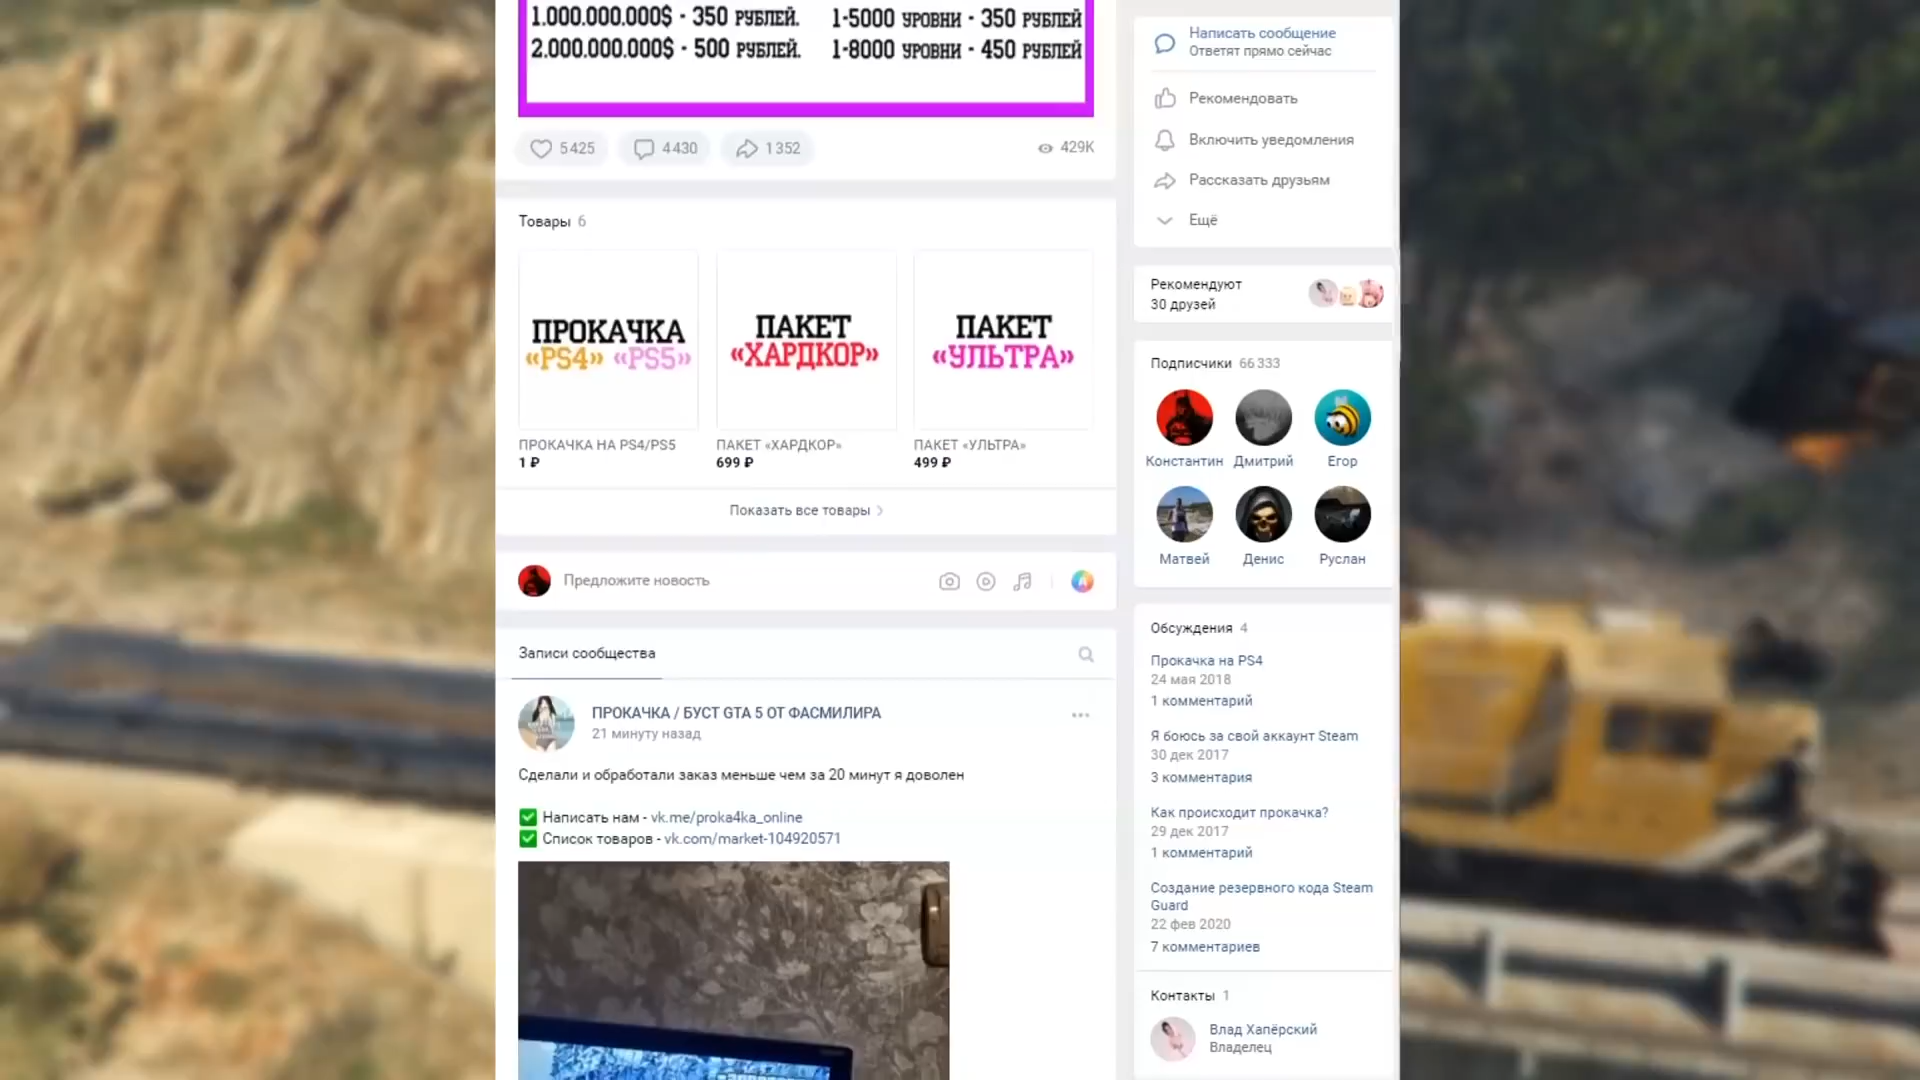 1.000.000.000$ - 350 РУБЛЕЙ.
2.000.000.000$ - 500 РУБЛЕЙ.
1-5000 УРОВНИ - 350 РУБЛЕЙ
1-8000 УРОВНИ - 450 РУБЛЕЙ
5425
4430
1352
429K
Товары 6
ПРОКАЧКА
«PS4» «PS5»
ПАКЕТ
«ХАРДКОР»
ПАКЕТ
«УЛЬТРА»
ПРОКАЧКА НА PS4/PS5
1 ₽
ПАКЕТ «ХАРДКОР»
699 ₽
ПАКЕТ «УЛЬТРА»
499 ₽
Показать все товары
Предложите новость
Записи сообщества
ПРОКАЧКА / БУСТ GTA 5 ОТ ФАСМИЛИРА
21 минуту назад
Сделали и обработали заказ меньше чем за 20 минут я доволен
Написать нам - vk.me/proka4ka_online
Список товаров - vk.com/market-104920571
Написать сообщение
Ответят прямо сейчас
Рекомендовать
Включить уведомления
Рассказать друзьям
Ещё
Рекомендуют
30 друзей
Подписчики 66 333
Константин Дмитрий Егор
Матвей Денис Руслан
Обсуждения 4
Прокачка на PS4
24 мая 2018
1 комментарий
Я боюсь за свой аккаунт Steam
30 дек 2017
3 комментария
Как происходит прокачка?
29 дек 2017
1 комментарий
Создание резервного кода Steam
Guard
22 фев 2020
7 комментариев
Контакты 1
Влад Хапёрский
Владелец